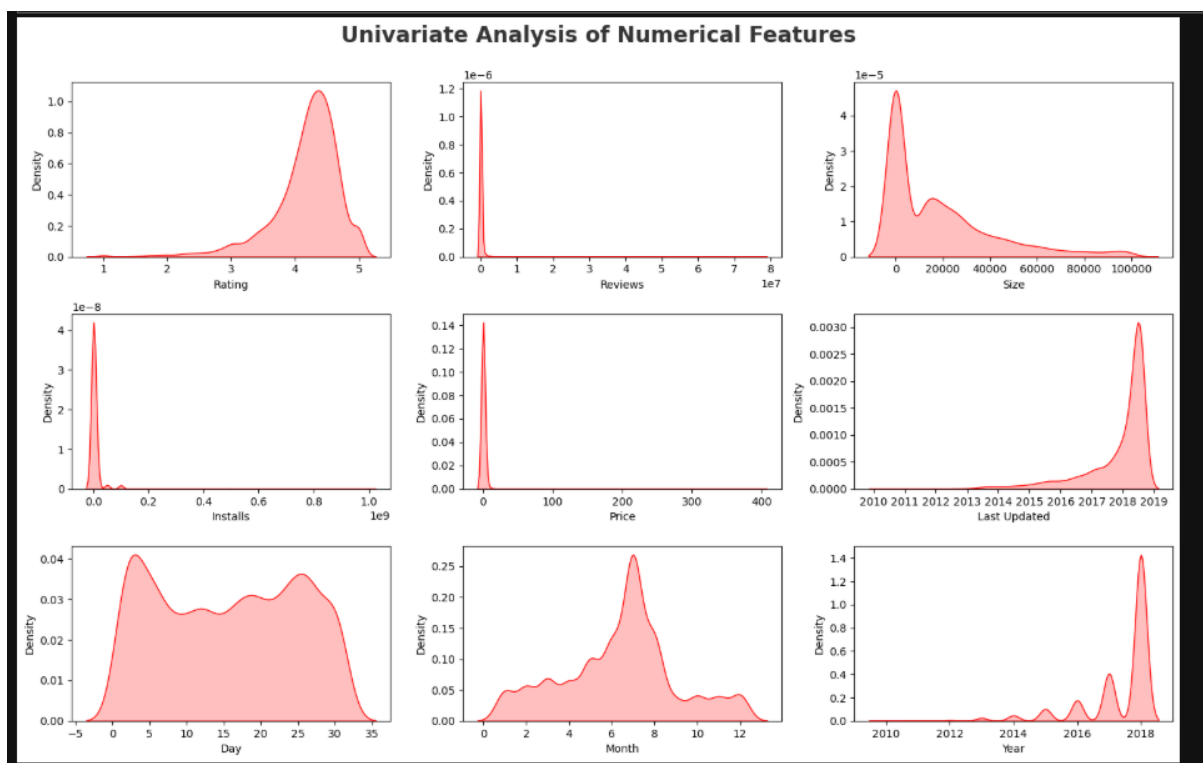 Univariate Analysis of Numerical Features
1e−6
1e−5
1.0
0.8
0.6
0.4
0.2
0.0
Density
1 2 3 4 5
Rating
1.2
1.0
0.8
0.6
0.4
0.2
0.0
Density
0 1 2 3 4 5 6 7 8
1e7
Reviews
4
3
2
1
0
Density
0 20000 40000 60000 80000 100000
Size
1e−8
4
3
2
1
0
Density
0.0 0.2 0.4 0.6 0.8 1.0
1e9
Installs
0.14
0.12
0.10
0.08
0.06
0.04
0.02
0.00
Density
0 100 200 300 400
Price
0.0030
0.0025
0.0020
0.0015
0.0010
0.0005
0.0000
Density
2010 2011 2012 2013 2014 2015 2016 2017 2018 2019
Last Updated
0.04
0.03
0.02
0.01
0.00
Density
−5 0 5 10 15 20 25 30 35
Day
0.25
0.20
0.15
0.10
0.05
0.00
Density
0 2 4 6 8 10 12
Month
1.4
1.2
1.0
0.8
0.6
0.4
0.2
0.0
Density
2010 2012 2014 2016 2018
Year